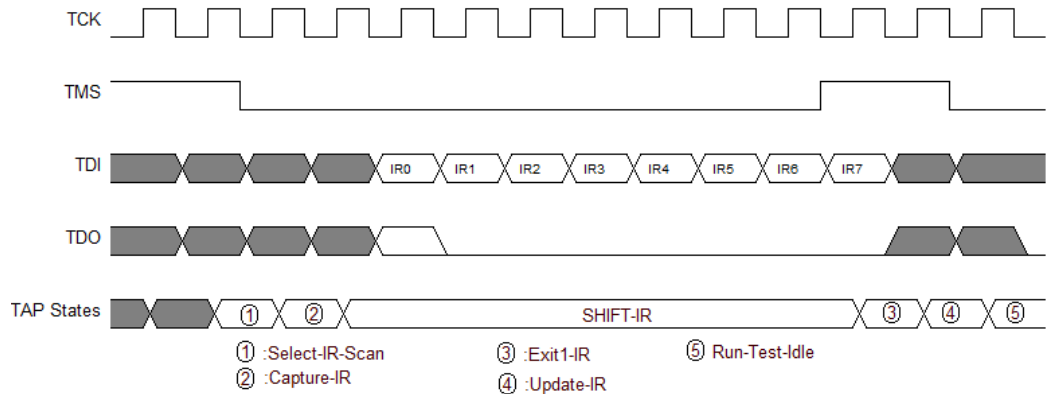 TCK
TMS
TDI IR0 IR1 IR2 IR3 IR4 IR5 IR6 IR7
TDO
TAP States 1 2 SHIFT-IR 3 4 5
1 :Select-IR-Scan 3 :Exit1-IR 5 Run-Test-Idle
2 :Capture-IR 4 :Update-IR